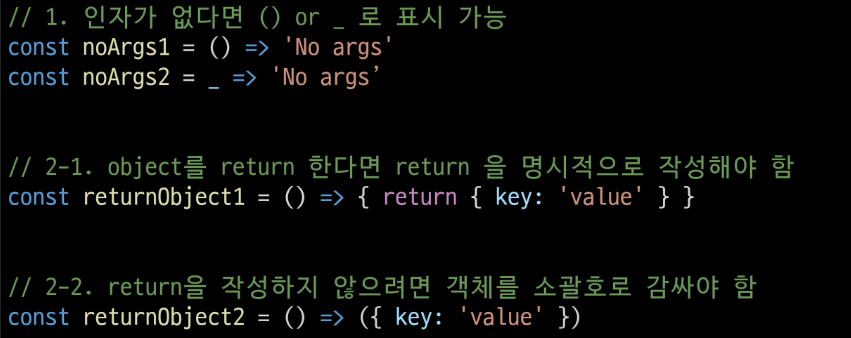 // 1. 인자가 없다면 () or _ 로 표시 가능
const noArgs1 = () => 'No args'
const noArgs2 = _ => 'No args’
// 2-1. object를 return 한다면 return 을 명시적으로 작성해야 함
const returnObject1 = () => { return { key: 'value' } }
// 2-2. return을 작성하지 않으려면 객체를 소괄호로 감싸야 함
const returnObject2 = () => ({ key: 'value' })